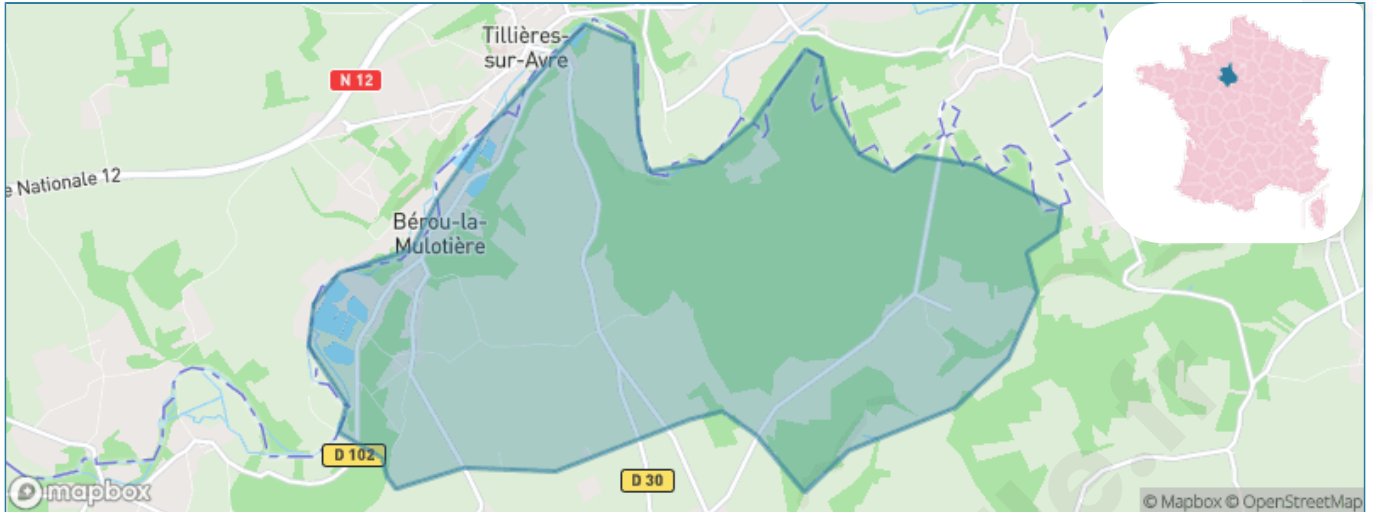 Tillières-
sur-Avre
N 12
e Nationale 12
Bérou-la-
Mulotière
D 102
D 30
mapbox
© Mapbox © OpenStreetMap